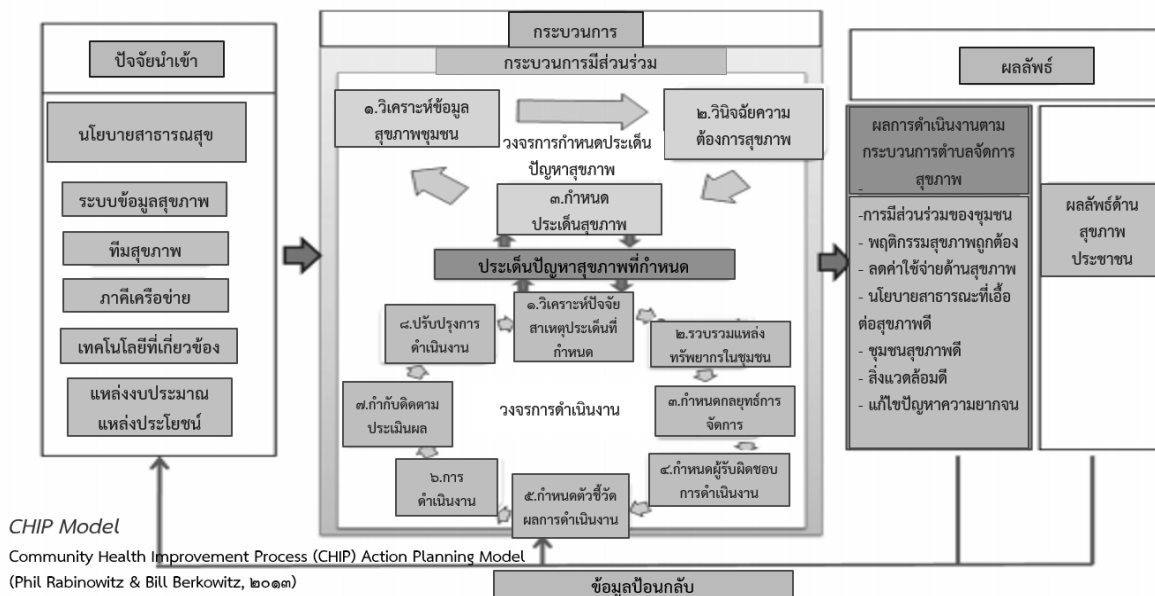 ปัจจัยนำเข้า
นโยบายสาธารณสุข
ระบบข้อมูลสุขภาพ
ทีมสุขภาพ
ภาคีเครือข่าย
เทคโนโลยีที่เกี่ยวข้อง
แหล่งงบประมาณ
แหล่งประโยชน์
กระบวนการ
กระบวนการมีส่วนร่วม
๑.วิเคราะห์ข้อมูล
สุขภาพชุมชน
๒.วินิจฉัยความ
ต้องการสุขภาพ
วงจรการกำหนดประเด็น
ปัญหาสุขภาพ
๓.กำหนด
ประเด็นสุขภาพ
ประเด็นปัญหาสุขภาพที่กำหนด
๑.วิเคราะห์ปัจจัย
สาเหตุประเด็นที่
กำหนด
๒.รวบรวมแหล่ง
ทรัพยากรในชุมชน
๓.กำหนดกลยุทธ์การ
จัดการ
๔.กำหนดผู้รับผิดชอบ
การดำเนินงาน
๕.กำหนดตัวชี้วัด
ผลการดำเนินงาน
๖.การ
ดำเนินงาน
๗.กำกับติดตาม
ประเมินผล
๘.ปรับปรุงการ
ดำเนินงาน
วงจรการดำเนินงาน
ผลลัพธ์
ผลการดำเนินงานตาม
กระบวนการตำบลจัดการ
สุขภาพ
-
-การมีส่วนร่วมของชุมชน
- พฤติกรรมสุขภาพถูกต้อง
- ลดค่าใช้จ่ายด้านสุขภาพ
- นโยบายสาธารณะที่เอื้อ
ต่อสุขภาพดี
- ชุมชนสุขภาพดี
- สิ่งแวดล้อมดี
- แก้ไขปัญหาความยากจน
ผลลัพธ์ด้าน
สุขภาพ
ประชาชน
CHIP Model
Community Health Improvement Process (CHIP) Action Planning Model
(Phil Rabinowitz & Bill Berkowitz, ๒๐๑๓)
ข้อมูลป้อนกลับ